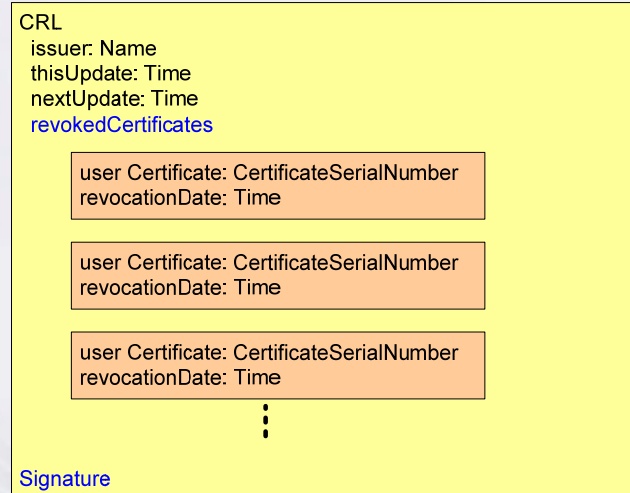 CRL
issuer: Name
thisUpdate: Time
nextUpdate: Time
revokedCertificates
user Certificate: CertificateSerialNumber
revocationDate: Time
user Certificate: CertificateSerialNumber
revocationDate: Time
user Certificate: CertificateSerialNumber
revocationDate: Time
Signature